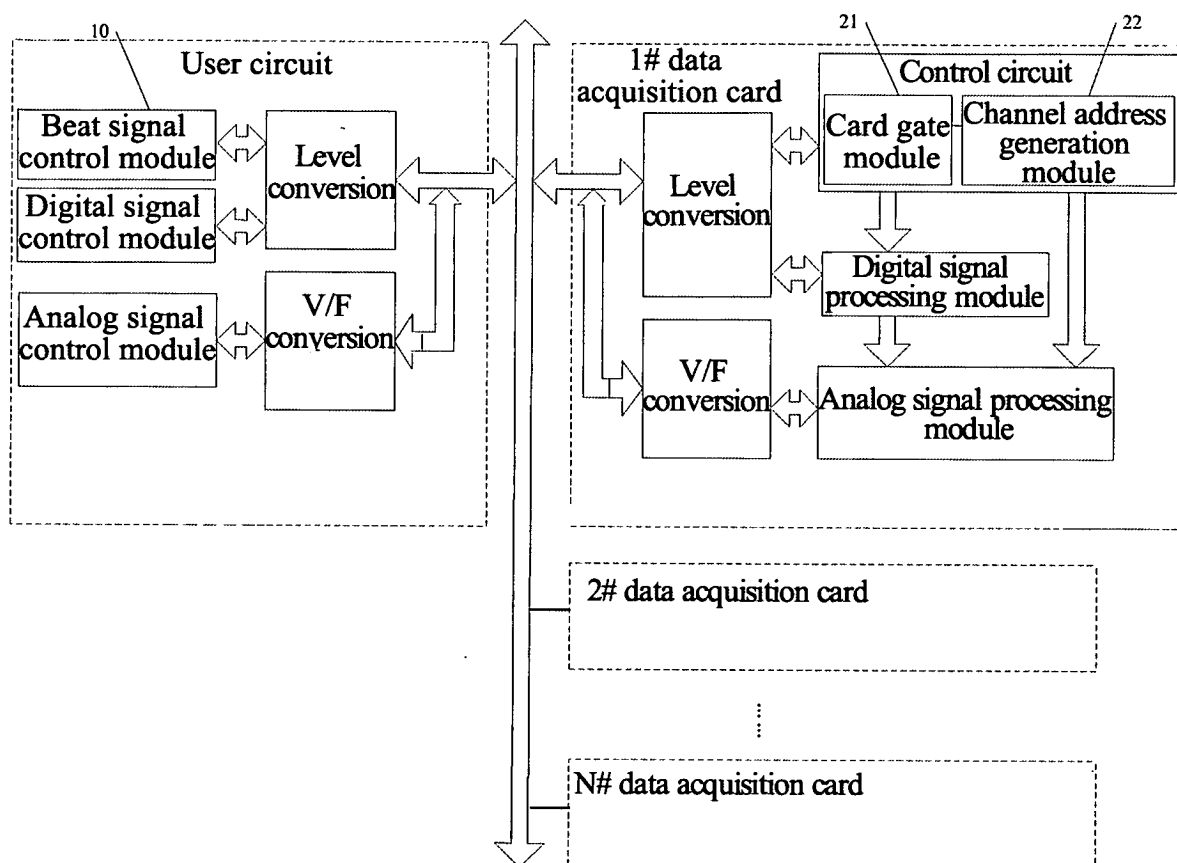 10
User circuit
Beat signal
control module
Digital signal
control module
Analog signal
control module
Level
conversion
V/F
conversion
21
22
1# data
acquisition card
Control circuit
Card gate
module
Channel address
generation
module
Level
conversion
Digital signal
processing module
V/F
conversion
Analog signal processing
module
2# data acquisition card
N# data acquisition card